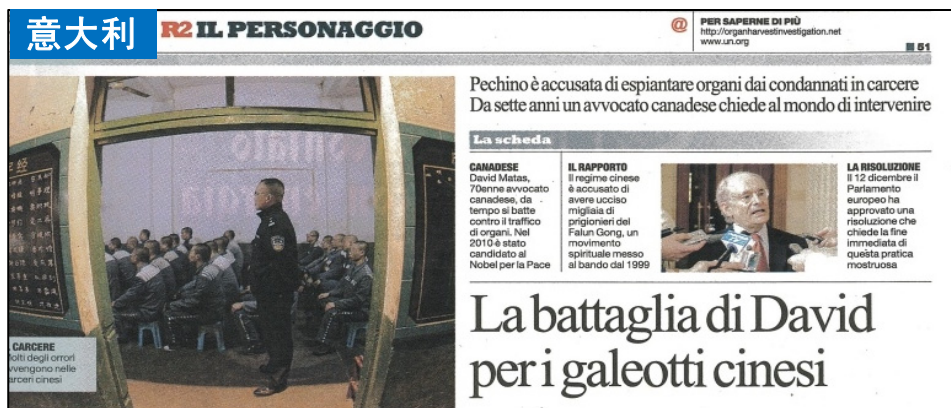 意大利
R2 IL PERSONAGGIO
@
PER SAPERNE DI PIÙ
http://organharvestinvestigation.net
www.un.org
51
Pechino è accusata di espiantare organi dai condannati in carcere
Da sette anni un avvocato canadese chiede al mondo di intervenire
La scheda
CANADESE
David Matas,
70enne avvocato
canadese, da
tempo si batte
contro il traffico
di organi. Nel
2010 è stato
candidato al
Nobel per la Pace
IL RAPPORTO
Il regime cinese
è accusato di
avere ucciso
migliaia di
prigionieri del
Falun Gong, un
movimento
spirituale messo
al bando dal 1999
LA RISOLUZIONE
Il 12 dicembre il
Parlamento
europeo ha
approvato una
risoluzione che
chiede la fine
immediata di
questa pratica
mostruosa
La battaglia di David
per i galeotti cinesi
CARCERE
olti degli orrori
vvengono nelle
arceri cinesi